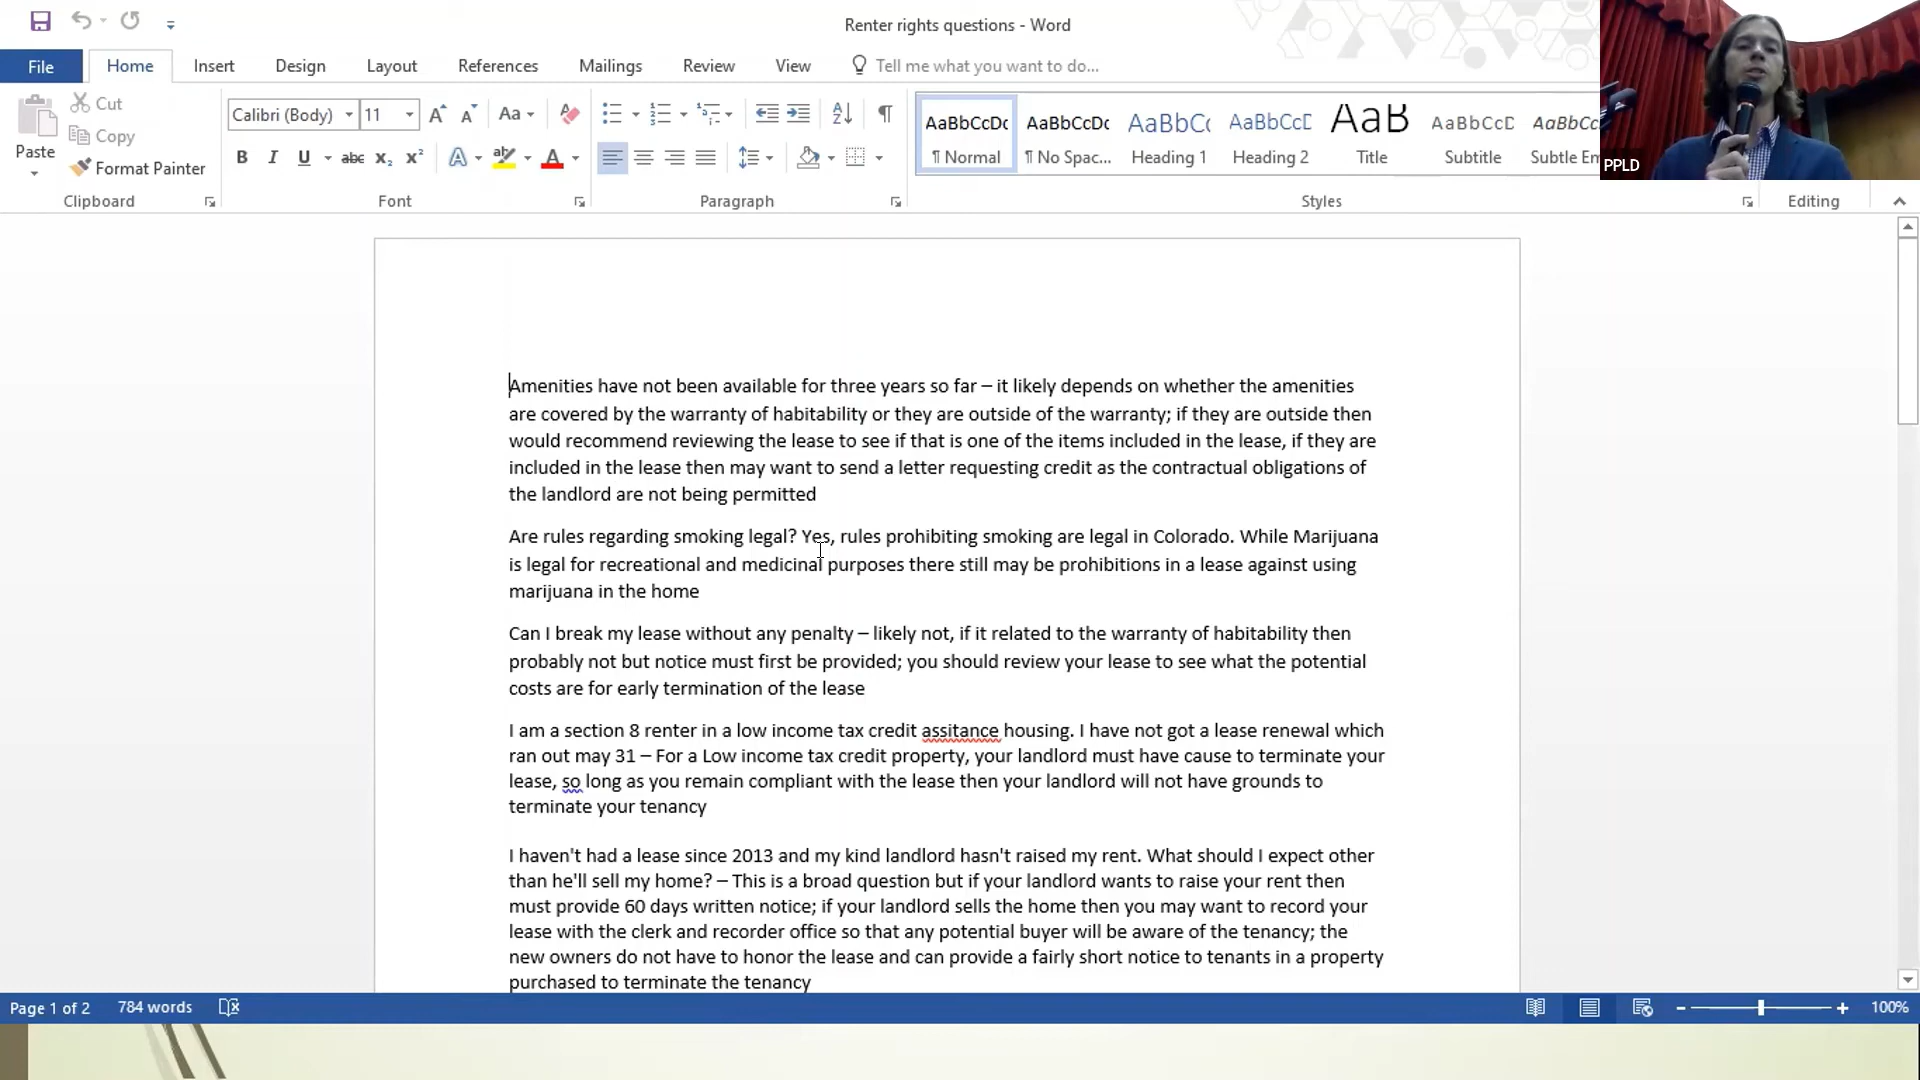 Renter rights questions - Word
File Home Insert Design Layout References Mailings Review View Tell me what you want to do...
Cut
Copy
Paste
Format Painter
Calibri (Body) 11
Aa
B I U abc X₂ X² A A
AaBbCcDc AaBbCcDc AaBbC AaBbCcD AaB AaBbCcD AaBbCc
¶ Normal ¶ No Spac... Heading 1 Heading 2 Title Subtitle Subtle Em
Clipboard Font Paragraph Styles Editing
PPLD
Amenities have not been available for three years so far – it likely depends on whether the amenities
are covered by the warranty of habitability or they are outside of the warranty; if they are outside then
would recommend reviewing the lease to see if that is one of the items included in the lease, if they are
included in the lease then may want to send a letter requesting credit as the contractual obligations of
the landlord are not being permitted
Are rules regarding smoking legal? Yes, rules prohibiting smoking are legal in Colorado. While Marijuana
is legal for recreational and medicinal purposes there still may be prohibitions in a lease against using
marijuana in the home
Can I break my lease without any penalty – likely not, if it related to the warranty of habitability then
probably not but notice must first be provided; you should review your lease to see what the potential
costs are for early termination of the lease
I am a section 8 renter in a low income tax credit assitance housing. I have not got a lease renewal which
ran out may 31 – For a Low income tax credit property, your landlord must have cause to terminate your
lease, so long as you remain compliant with the lease then your landlord will not have grounds to
terminate your tenancy
I haven't had a lease since 2013 and my kind landlord hasn't raised my rent. What should I expect other
than he'll sell my home? – This is a broad question but if your landlord wants to raise your rent then
must provide 60 days written notice; if your landlord sells the home then you may want to record your
lease with the clerk and recorder office so that any potential buyer will be aware of the tenancy; the
new owners do not have to honor the lease and can provide a fairly short notice to tenants in a property
purchased to terminate the tenancy
Page 1 of 2 784 words 100%